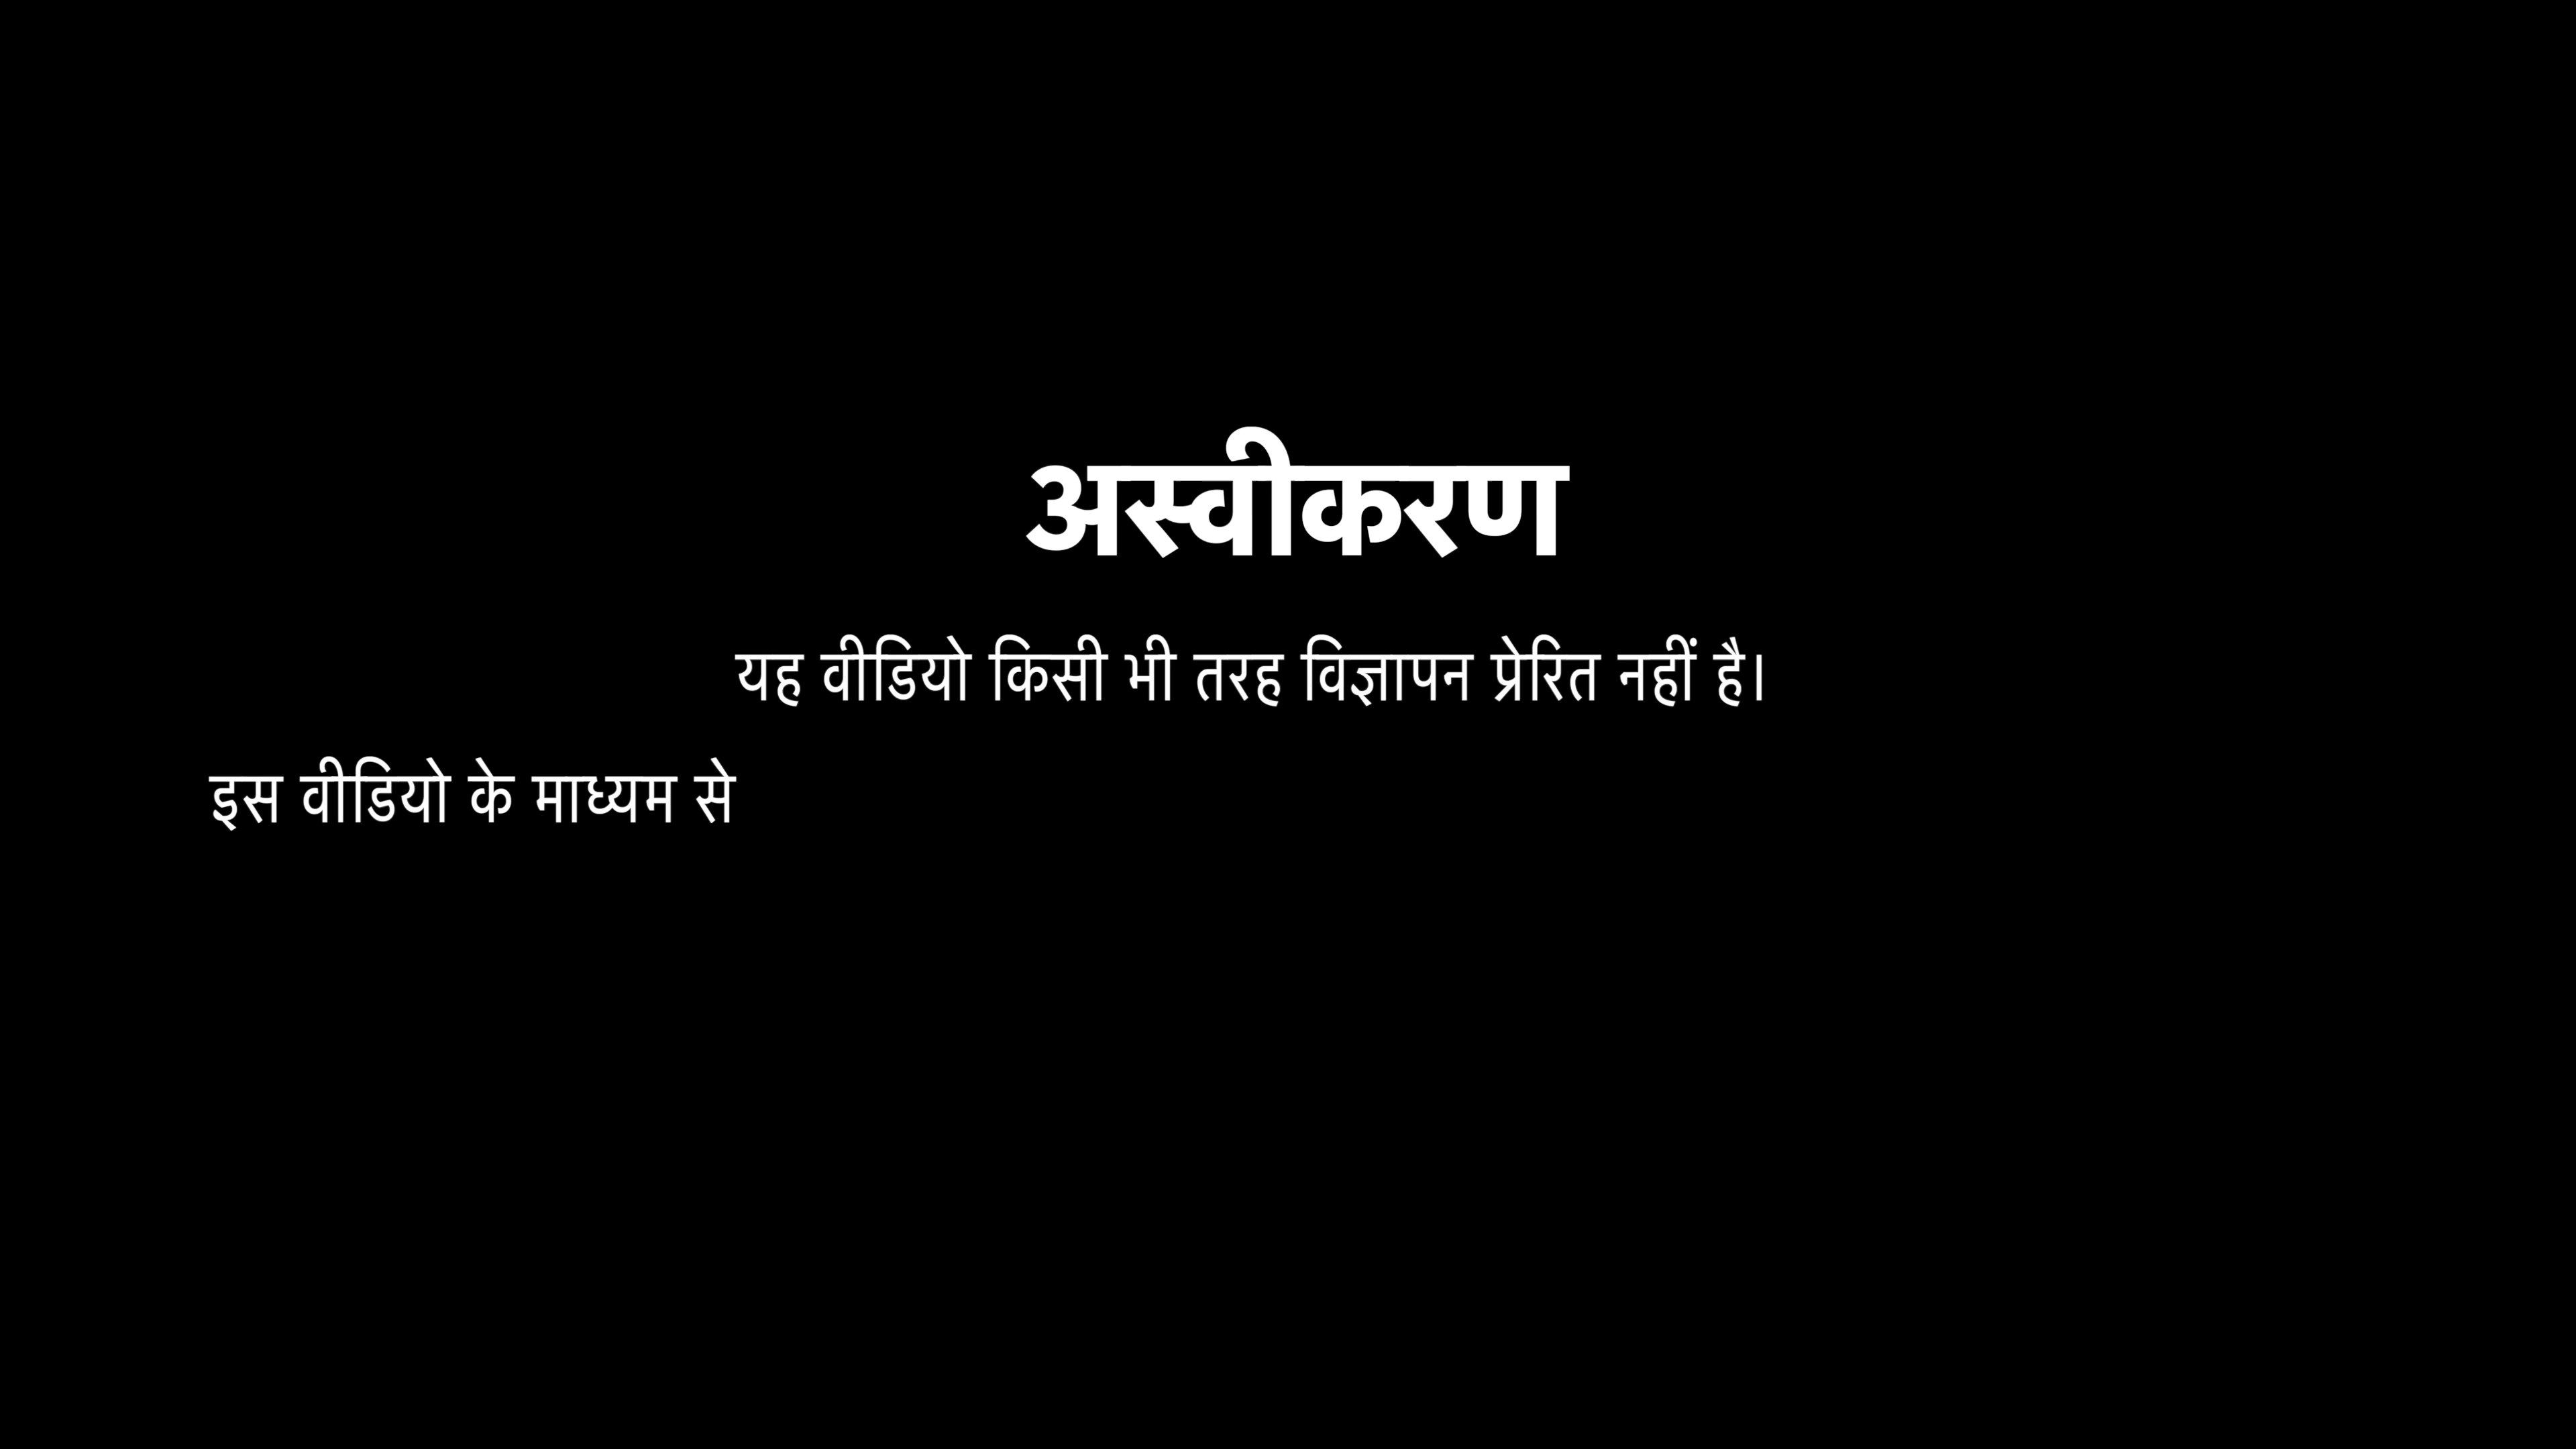 अस्वीकरण
यह वीडियो किसी भी तरह विज्ञापन प्रेरित नहीं है।
इस वीडियो के माध्यम से